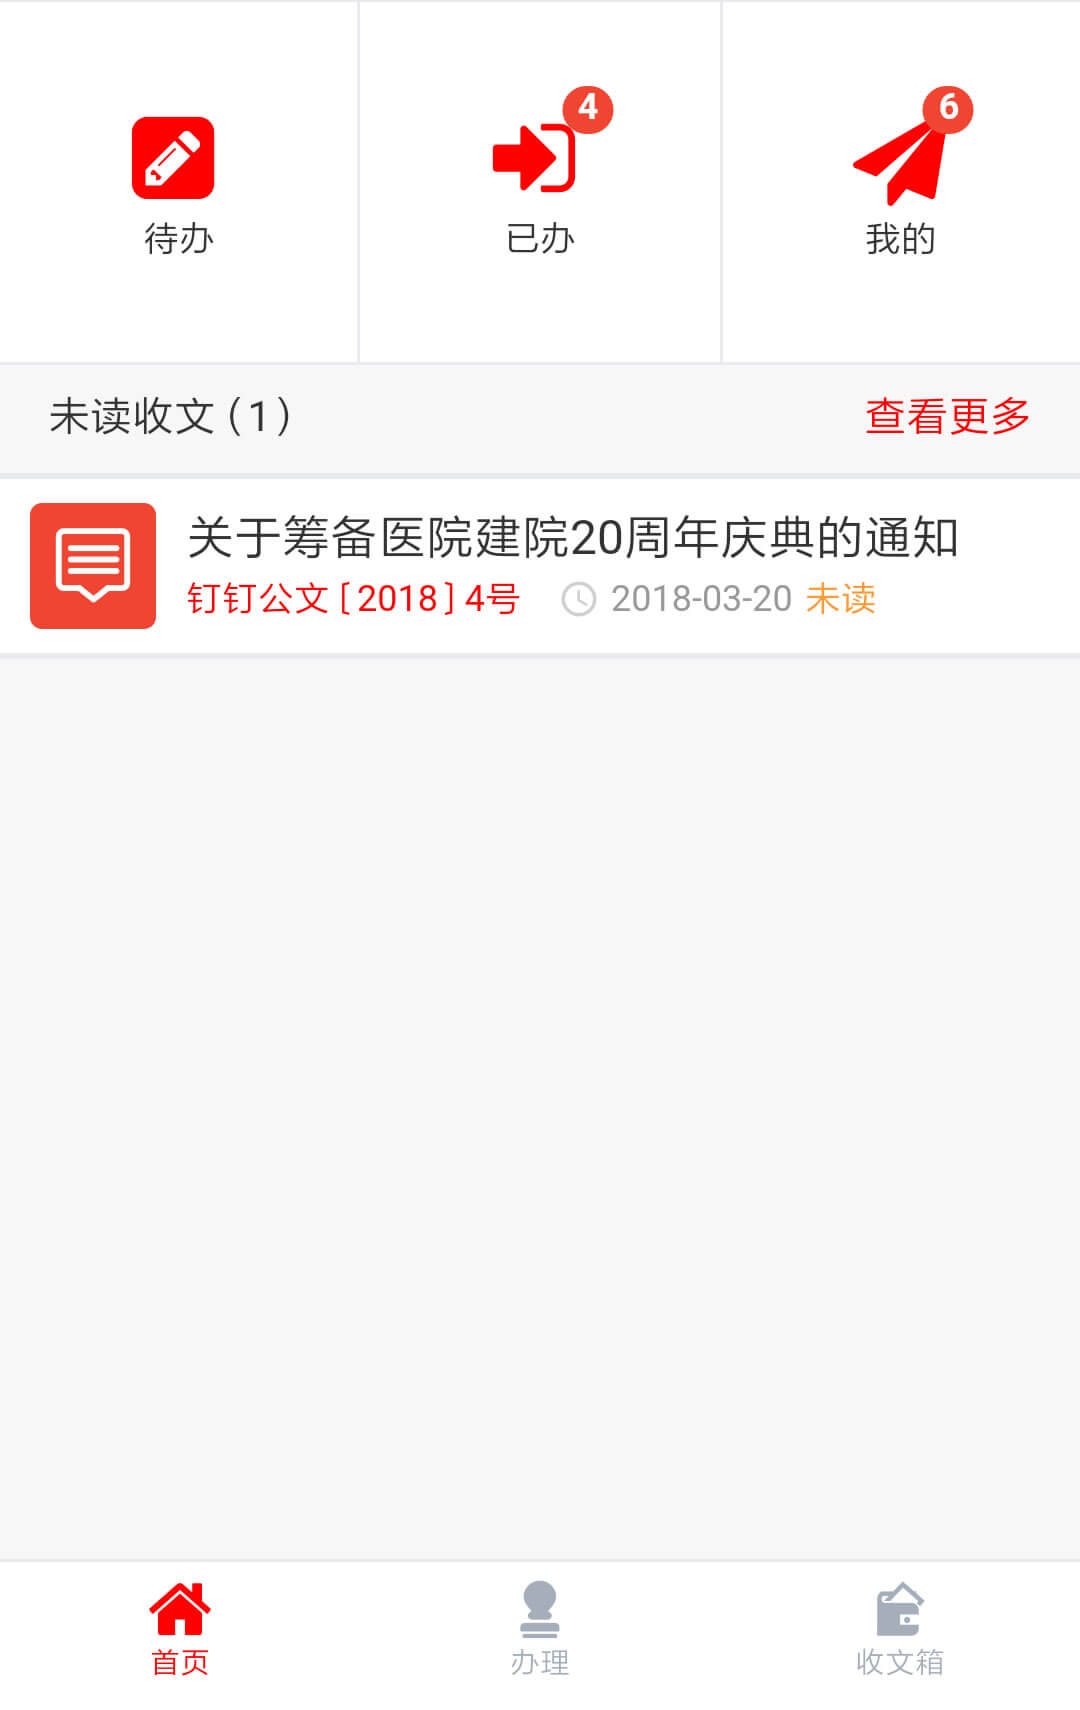 4
6
待办
已办
我的
未读收文（1）
查看更多
关于筹备医院建院20周年庆典的通知
钉钉公文〔2018〕4号 2018-03-20 未读
首页
办理
收文箱